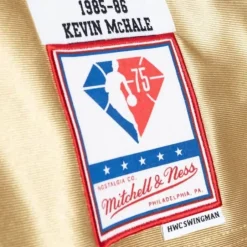 1985-86
KEVIN McHALE
75
NOSTALGIA CO.
Mitchell & Ness
PHILADELPHIA, PA.
HWC SWINGMAN